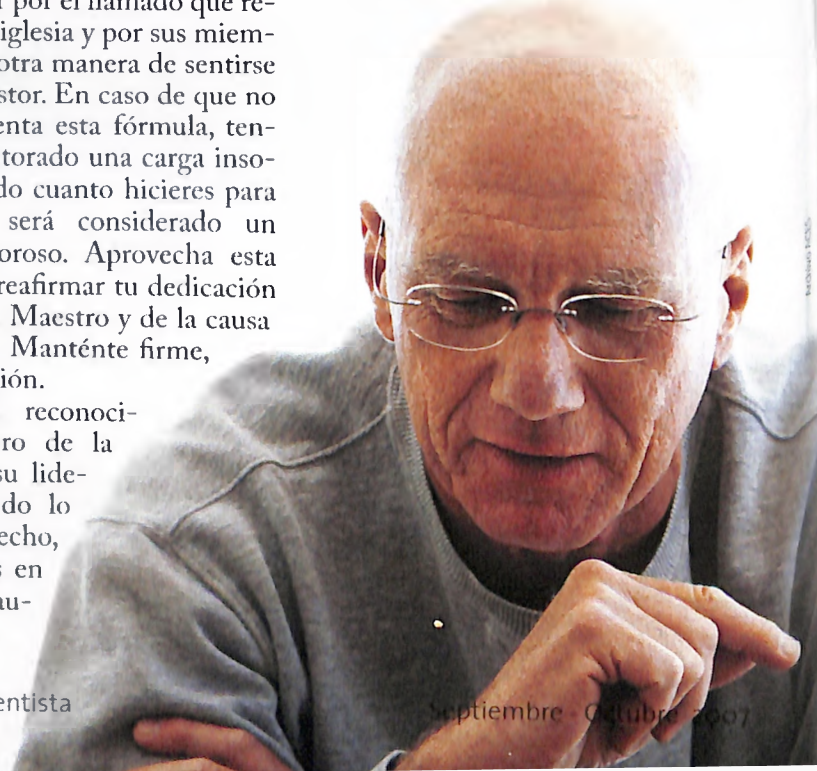 por el llamado que re-
iglesia y por sus miem-
otra manera de sentirse
stor. En caso de que no
enta esta fórmula, ten-
torado una carga inso-
do cuanto hicieres para
será considerado un
oroso. Aprovecha esta
reafirmar tu dedicación
Maestro y de la causa
Manténte firme,
ión.
reconoci-
ro de la
su lide-
do lo
echo,
s en
au-
entista
Septiembre - Octubre 2007